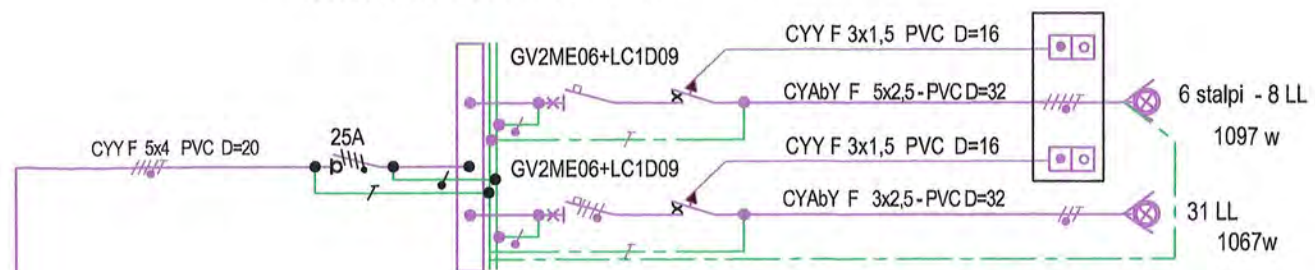 CYY F 3x1,5 PVC D=16
GV2ME06+LC1D09
CYAbY F 5x2,5-PVC D=32
6 stalpi - 8 LL
1097 w
25A
CYY F 5x4 PVC D=20
CYY F 3x1,5 PVC D=16
GV2ME06+LC1D09
CYAbY F 3x2,5-PVC D=32
31 LL
1067w